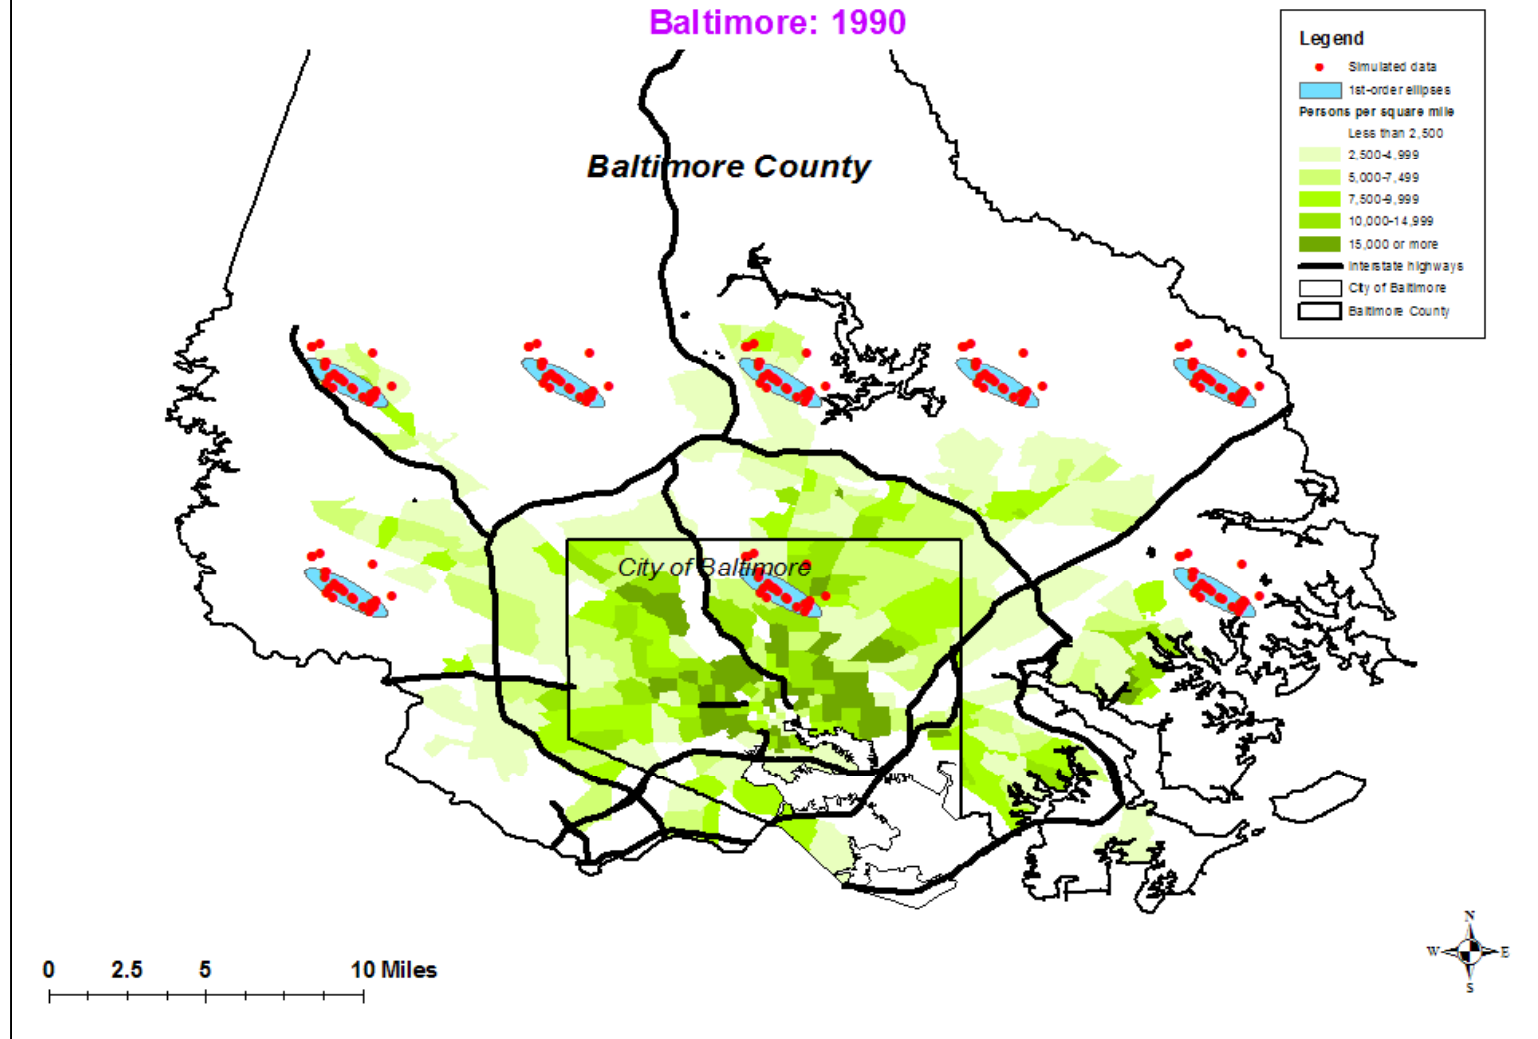 Baltimore: 1990
Legend
Simulated data
1st-order ellipses
Persons per square mile
Less than 2,500
2,500-4,999
5,000-7,499
7,500-9,999
10,000-14,999
15,000 or more
Interstate highways
City of Baltimore
Baltimore County
Baltimore County
City of Baltimore
0 2.5 5 10 Miles
N
W E
S